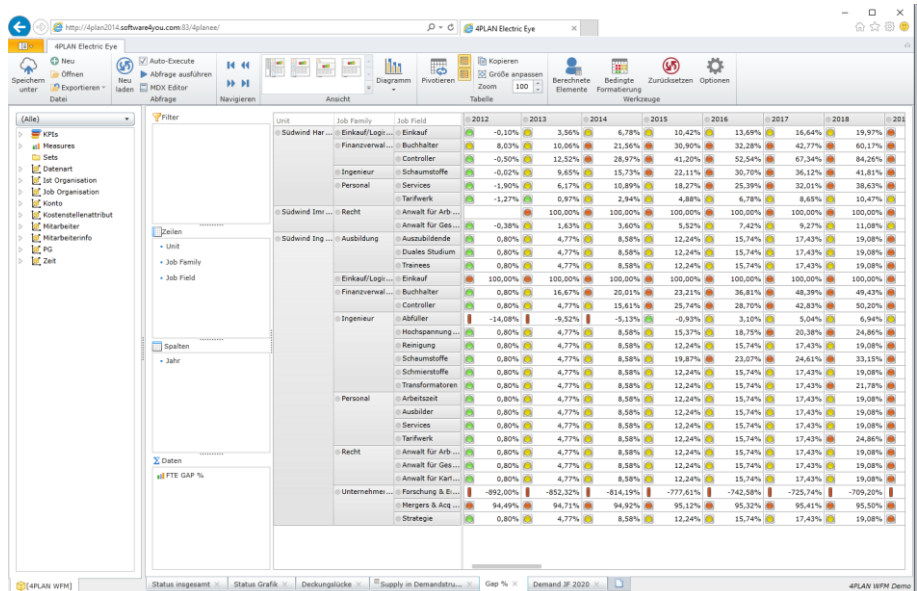 http://4plan2014.software4you.com:83/4planee/
4PLAN Electric Eye
4PLAN Electric Eye
Speichern unter
Neu
Öffnen
Exportieren
Datei
Neu laden
Auto-Execute
Abfrage ausführen
MDX Editor
Abfrage
Navigieren
Ansicht
Diagramm
Pivotieren
Kopieren
Größe anpassen
Zoom 100
Tabelle
Berechnete Elemente
Bedingte Formatierung
Zurücksetzen
Optionen
Werkzeuge
(Alle)
KPIs
Measures
Sets
Datenart
Ist Organisation
Job Organisation
Konto
Kostenstellenattribut
Mitarbeiter
Mitarbeiterinfo
PG
Zeit
Filter
Zeilen
Unit
Job Family
Job Field
Spalten
Jahr
Daten
FTE GAP %
Unit Job Family Job Field 2012 2013 2014 2015 2016 2017 2018 201
Südwind Har ... Einkauf/Logi... Einkauf -0,10% 3,56% 6,78% 10,42% 13,69% 16,64% 19,97%
Finanzverwal... Buchhalter 8,03% 10,06% 21,56% 30,90% 32,28% 42,77% 60,17%
Controller -0,50% 12,52% 28,97% 41,20% 52,54% 67,34% 84,26%
Ingenieur Schaumstoffe -0,02% 9,65% 15,73% 22,11% 30,70% 36,12% 41,81%
Personal Services -1,90% 6,17% 10,89% 18,27% 25,39% 32,01% 38,63%
Tarifwerk -1,27% 0,97% 2,94% 4,88% 6,78% 8,65% 10,47%
Südwind Imr ... Recht Anwalt für Arb ... 100,00% 100,00% 100,00% 100,00% 100,00% 100,00%
Anwalt für Ges ... -0,38% 1,63% 3,60% 5,52% 7,42% 9,27% 11,08%
Südwind Ing ... Ausbildung Auszubildende 0,80% 4,77% 8,58% 12,24% 15,74% 17,43% 19,08%
Duales Studium 0,80% 4,77% 8,58% 12,24% 15,74% 17,43% 19,08%
Trainees 0,80% 4,77% 8,58% 12,24% 15,74% 17,43% 19,08%
Einkauf/Logi... Einkauf 100,00% 100,00% 100,00% 100,00% 100,00% 100,00% 100,00%
Finanzverwal... Buchhalter 0,80% 16,67% 20,01% 23,21% 36,81% 48,39% 49,43%
Controller 0,80% 4,77% 15,61% 25,74% 28,70% 42,83% 50,20%
Ingenieur Abfüller -14,08% -9,52% -5,13% -0,93% 3,10% 5,04% 6,94%
Hochspannung... 0,80% 4,77% 8,58% 15,37% 18,75% 20,38% 24,86%
Reinigung 0,80% 4,77% 8,58% 12,24% 15,74% 17,43% 19,08%
Schaumstoffe 0,80% 4,77% 8,58% 19,87% 23,07% 24,61% 33,15%
Schmierstoffe 0,80% 4,77% 8,58% 12,24% 15,74% 17,43% 19,08%
Transformatoren 0,80% 4,77% 8,58% 12,24% 15,74% 17,43% 21,78%
Personal Arbeitszeit 0,80% 4,77% 8,58% 12,24% 15,74% 17,43% 19,08%
Ausbilder 0,80% 4,77% 8,58% 12,24% 15,74% 17,43% 19,08%
Services 0,80% 4,77% 8,58% 12,24% 15,74% 17,43% 19,08%
Tarifwerk 0,80% 4,77% 8,58% 12,24% 15,74% 17,43% 24,86%
Recht Anwalt für Arb ... 0,80% 4,77% 8,58% 12,24% 15,74% 17,43% 19,08%
Anwalt für Ges ... 0,80% 4,77% 8,58% 12,24% 15,74% 17,43% 19,08%
Anwalt für Karl... 0,80% 4,77% 8,58% 12,24% 15,74% 17,43% 19,08%
Unternehmer... Forschung & E... -892,00% -852,32% -814,19% -777,61% -742,58% -725,74% -709,20%
Mergers & Acq ... 94,49% 94,71% 94,92% 95,12% 95,32% 95,41% 95,50%
Strategie 0,80% 4,77% 8,58% 12,24% 15,74% 17,43% 19,08%
[4PLAN WFM]
Status insgesamt
Status Grafik
Deckungslücke
Supply in Demandstru...
Gap %
Demand JF 2020
4PLAN WFM Demo